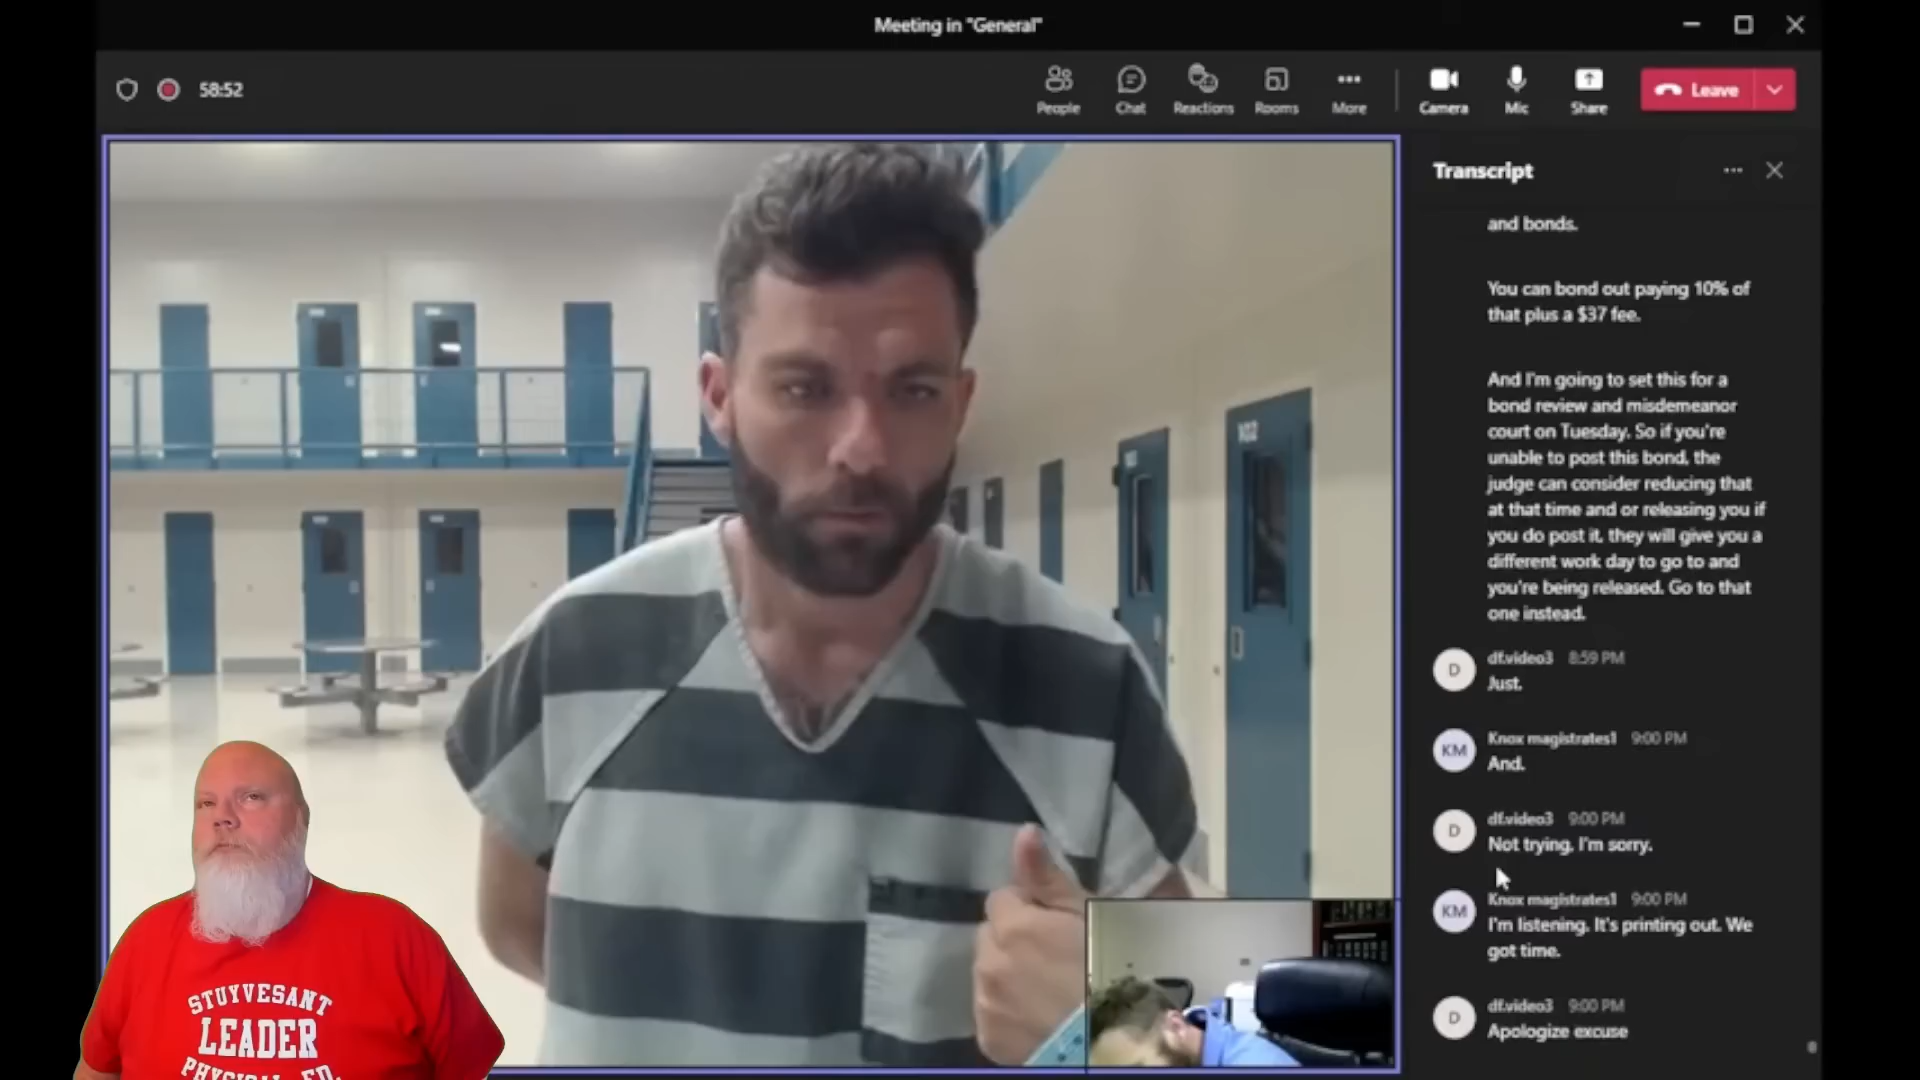 Meeting in "General"
58:52
People
Chat
Reactions
Rooms
More
Camera
Mic
Share
Leave
Transcript
and bonds.
You can bond out paying 10% of
that plus a $37 fee.
And I'm going to set this for a
bond review and misdemeanor
court on Tuesday. So if you're
unable to post this bond, the
judge can consider reducing that
at that time and or releasing you if
you do post it, they will give you a
different work day to go to and
you're being released. Go to that
one instead.
D
df.video3 8:59 PM
Just.
KM
Knox magistrates1 9:00 PM
And.
D
df.video3 9:00 PM
Not trying. I'm sorry.
KM
Knox magistrates1 9:00 PM
I'm listening. It's printing out. We
got time.
D
df.video3 9:00 PM
Apologize excuse
102
STUYVESANT
LEADER
PHYSICAL ED.